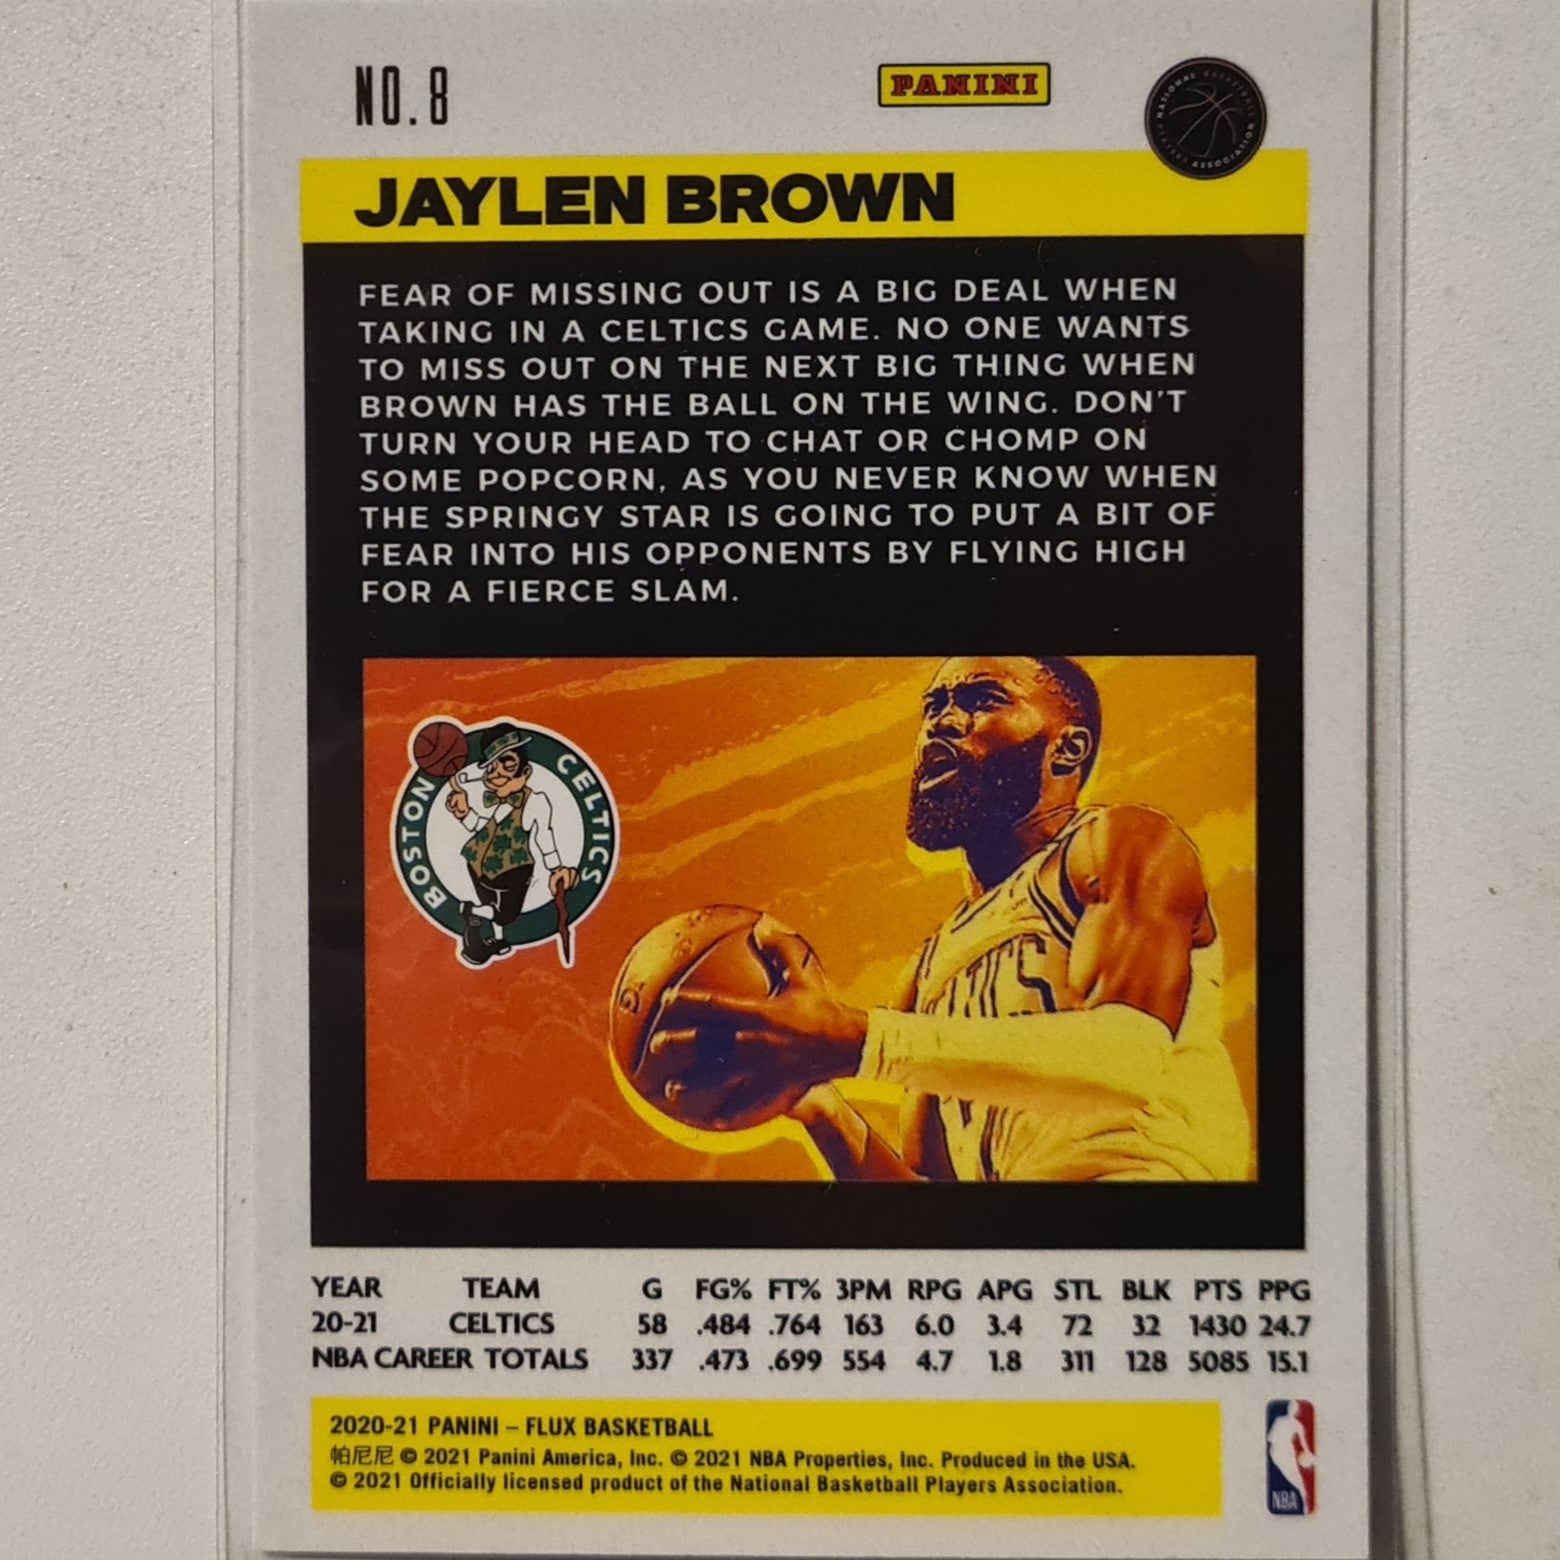 NO. 8
PANINI
NATIONAL BASKETBALL PLAYERS ASSOCIATION
JAYLEN BROWN
FEAR OF MISSING OUT IS A BIG DEAL WHEN
TAKING IN A CELTICS GAME. NO ONE WANTS
TO MISS OUT ON THE NEXT BIG THING WHEN
BROWN HAS THE BALL ON THE WING. DON'T
TURN YOUR HEAD TO CHAT OR CHOMP ON
SOME POPCORN, AS YOU NEVER KNOW WHEN
THE SPRINGY STAR IS GOING TO PUT A BIT OF
FEAR INTO HIS OPPONENTS BY FLYING HIGH
FOR A FIERCE SLAM.
BOSTON CELTICS
YEAR TEAM G FG% FT% 3PM RPG APG STL BLK PTS PPG
20-21 CELTICS 58 .484 .764 163 6.0 3.4 72 32 1430 24.7
NBA CAREER TOTALS 337 .473 .699 554 4.7 1.8 311 128 5085 15.1
2020-21 PANINI – FLUX BASKETBALL
帕尼尼 © 2021 Panini America, Inc. © 2021 NBA Properties, Inc. Produced in the USA.
© 2021 Officially licensed product of the National Basketball Players Association.
NBA